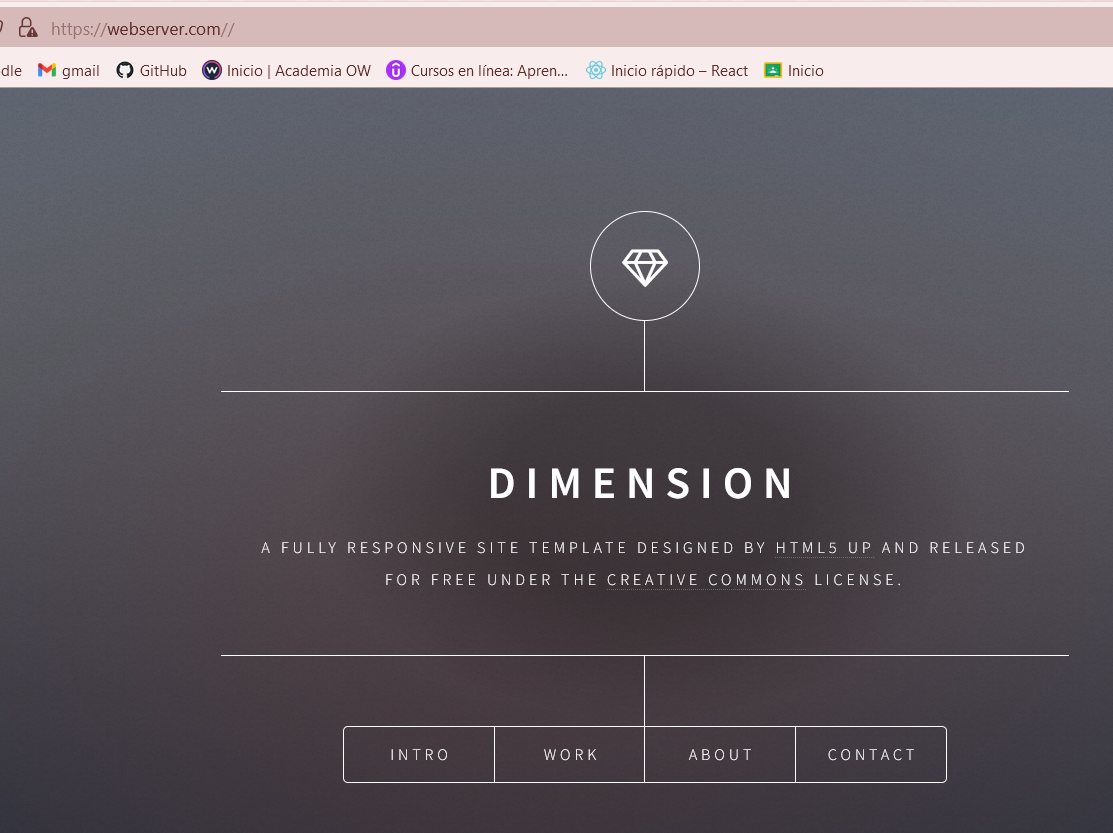 https://webserver.com//
dle gmail GitHub Inicio | Academia OW Cursos en línea: Apren... Inicio rápido – React Inicio
DIMENSION
A FULLY RESPONSIVE SITE TEMPLATE DESIGNED BY HTML5 UP AND RELEASED
FOR FREE UNDER THE CREATIVE COMMONS LICENSE.
INTRO WORK ABOUT CONTACT